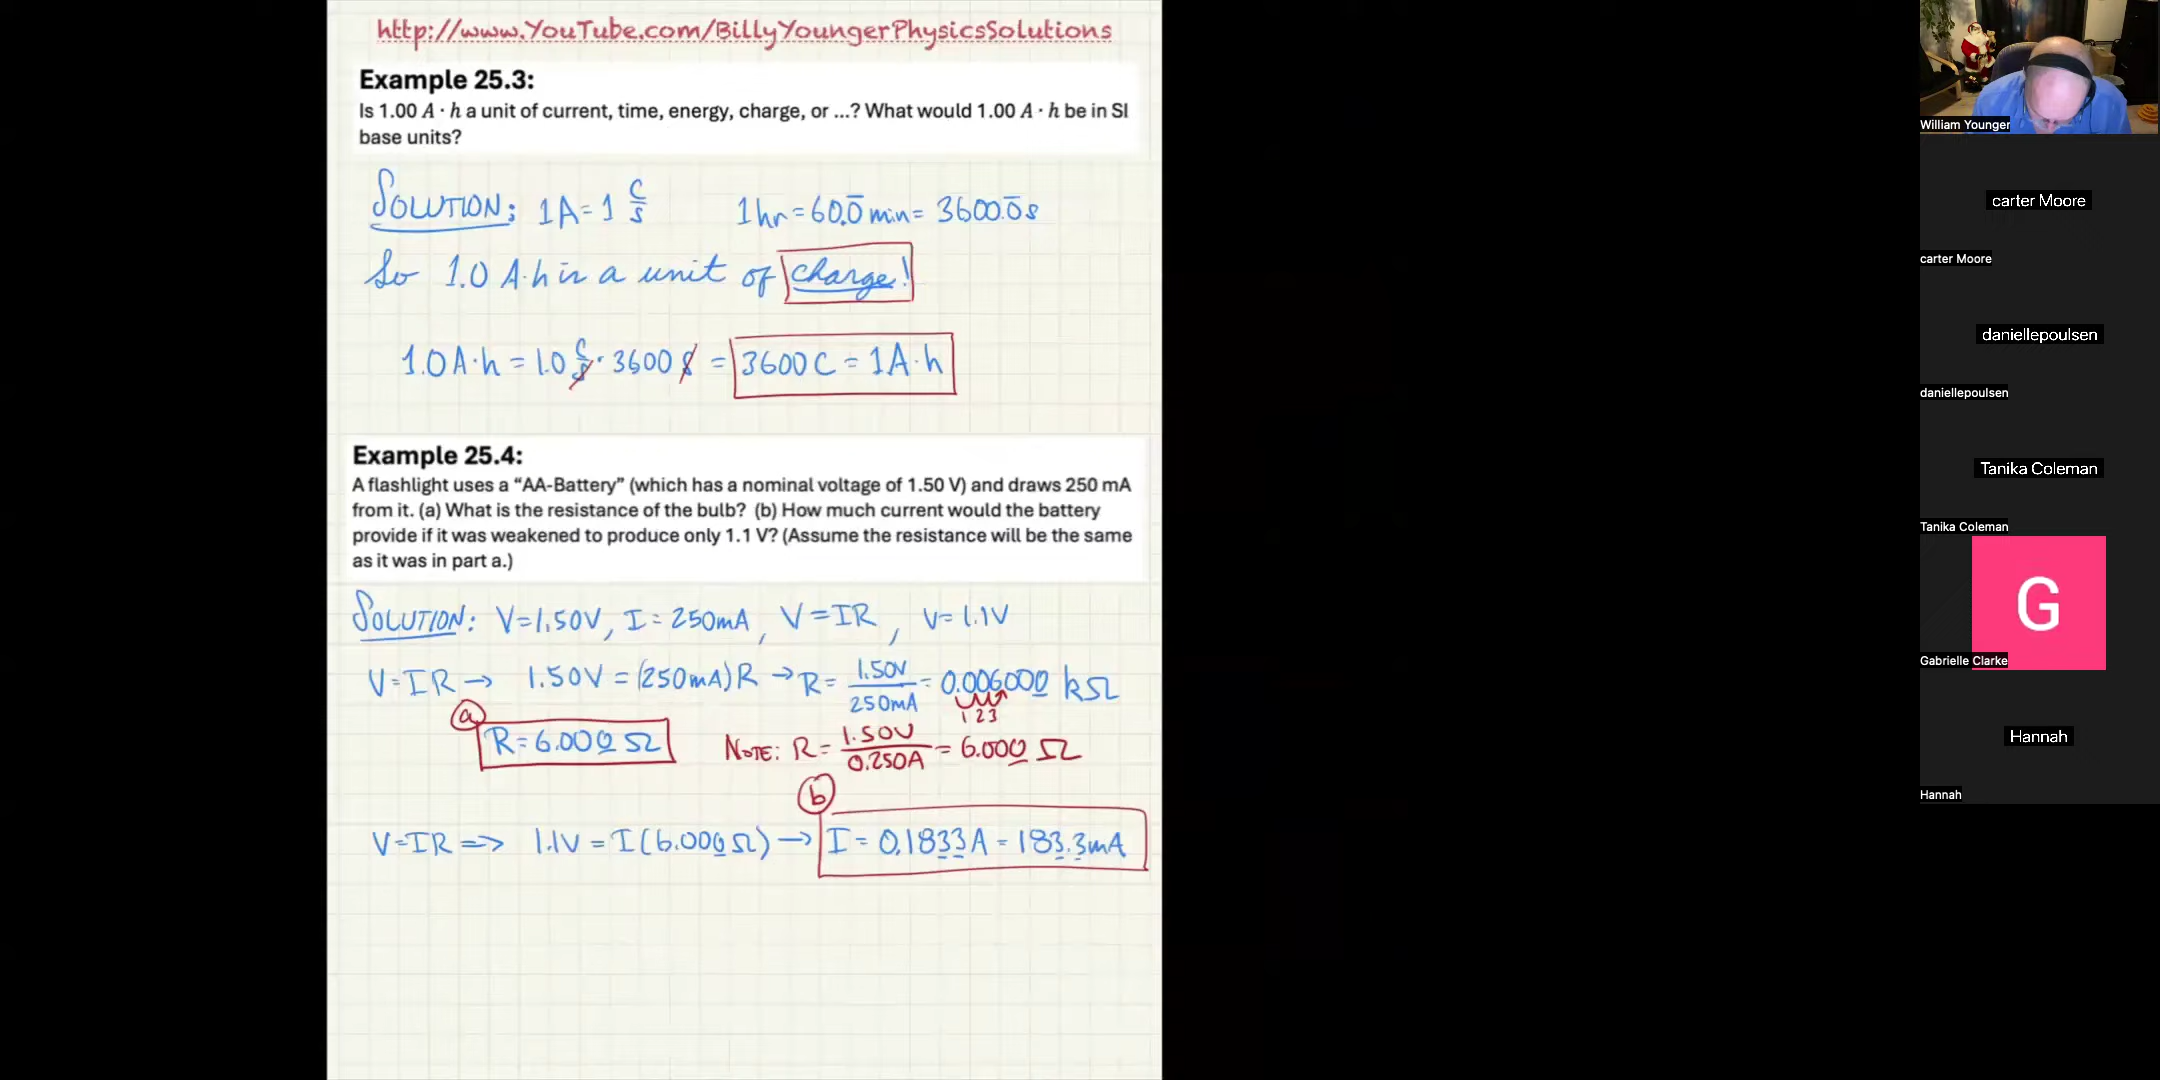 http://www.YouTube.com/BillyYoungerPhysicsSolutions
Example 25.3:
Is 1.00 A · h a unit of current, time, energy, charge, or ...? What would 1.00 A · h be in SI
base units?
SOLUTION: 1A = 1 C/s 1 hr = 60.0̅ min = 3600.0̅ s
So 1.0 A·h is a unit of charge!
1.0 A·h = 1.0 C/s · 3600 s = 3600 C = 1 A·h
Example 25.4:
A flashlight uses a “AA-Battery” (which has a nominal voltage of 1.50 V) and draws 250 mA
from it. (a) What is the resistance of the bulb? (b) How much current would the battery
provide if it was weakened to produce only 1.1 V? (Assume the resistance will be the same
as it was in part a.)
SOLUTION: V=1.50V, I = 250mA, V=IR, V=1.1V
V=IR → 1.50V = (250mA)R → R = 1.50V/250mA = 0.006000 kΩ
1 2 3
a
R=6.000 Ω NOTE: R = 1.50V/0.250A = 6.000 Ω
b
V=IR => 1.1V = I(6.000Ω) → I = 0.1833A = 183.3mA
William Younger
carter Moore
carter Moore
daniellepoulsen
daniellepoulsen
Tanika Coleman
Tanika Coleman
G
Gabrielle Clarke
Hannah
Hannah